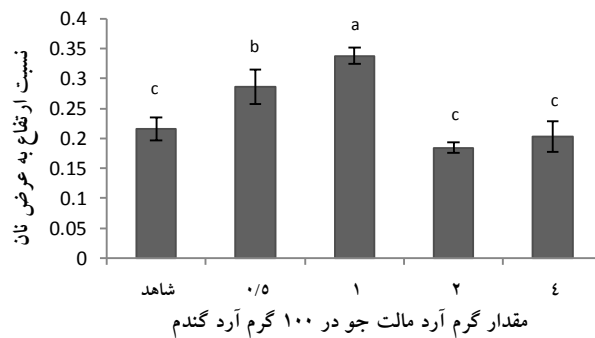 نسبت ارتفاع به عرض نان
0.4
0.35
0.3
0.25
0.2
0.15
0.1
0.05
0
c
b
a
c
c
شاهد
۰/٥
۱
۲
٤
مقدار گرم آرد مالت جو در ۱۰۰ گرم آرد گندم